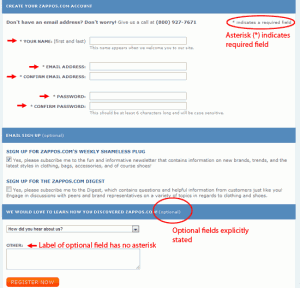 CREATE YOUR ZAPPOS.COM ACCOUNT
Don't have an email address? Don't worry! Give us a call at (800) 927-7671
* indicates a required field
Asterisk (*) indicates
required field
* YOUR NAME: (first and last)
This name appears when we welcome you to our site.
* EMAIL ADDRESS:
* CONFIRM EMAIL ADDRESS:
* PASSWORD:
* CONFIRM PASSWORD:
This should be at least 6 characters long and will be case sensitive.
EMAIL SIGN UP (optional)
SIGN UP FOR ZAPPOS.COM'S WEEKLY SHAMELESS PLUG
Yes, please subscribe me to the fun and informative newsletter that contains information on new brands, trends, and the
latest styles in clothing, bags, accessories, and of course shoes!
SIGN UP FOR THE ZAPPOS.COM DIGEST
Yes, please subscribe me to the Digest, which contains questions and helpful information from customers just like you!
Engage in discussions with peers and brand representatives on a variety of topics in regards to clothing and shoes.
WE WOULD LOVE TO LEARN HOW YOU DISCOVERED ZAPPOS.COM (optional)
How did you hear about us?
Optional fields explicitly
stated
OTHER:
Label of optional field has no asterisk
REGISTER NOW